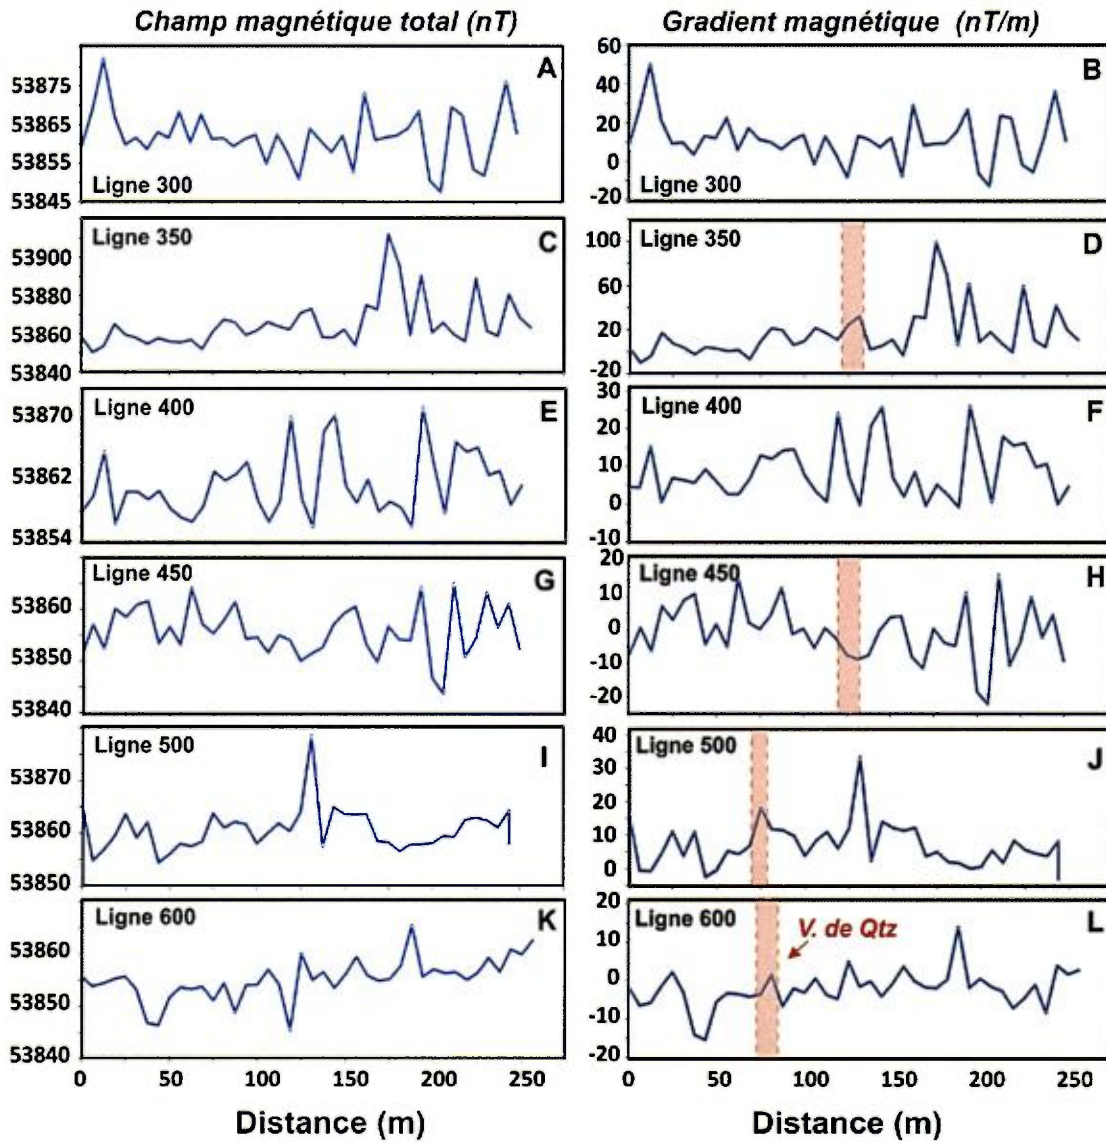 Champ magnétique total (nT)
Gradient magnétique (nT/m)
53875
53865
53855
53845
A
Ligne 300
60
40
20
0
-20
B
Ligne 300
53900
53880
53860
53840
Ligne 350
C
100
60
20
-20
Ligne 350
D
53870
53862
53854
Ligne 400
E
30
20
10
0
-10
Ligne 400
F
53860
53850
53840
Ligne 450
G
20
10
0
-10
-20
Ligne 450
H
53870
53860
53850
Ligne 500
I
40
30
20
10
0
Ligne 500
J
53860
53850
53840
Ligne 600
K
20
10
0
-10
-20
Ligne 600
V. de Qtz
L
0 50 100 150 200 250
0 50 100 150 200 250
Distance (m)
Distance (m)